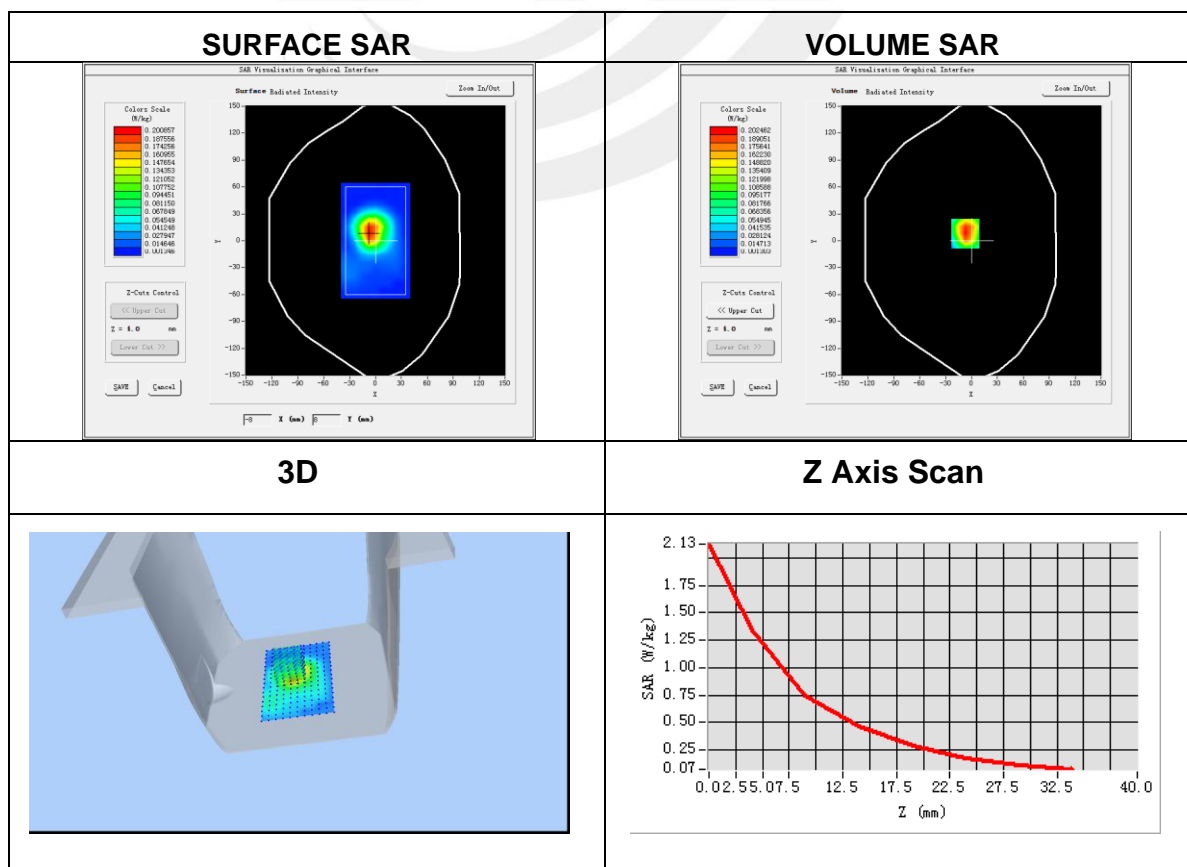 SURFACE SAR
VOLUME SAR
SAR Visualisation Graphical Interface
Surface Radiated Intensity
Zoom In/Out
Colors Scale
(W/kg)
0.200857
0.187556
0.174256
0.160955
0.147654
0.134353
0.121052
0.107752
0.094451
0.081150
0.067849
0.054549
0.041248
0.027947
0.014646
0.001346
Z-Cuts Control
<< Upper Cut
Lower Cut >>
SAVE
Cancel
150
120
90
60
30
0
-30
-60
-90
-120
-150
Y
-150 -120 -90 -60 -30 0 30 60 90 120 150
X
-8 X (mm) 8 Y (mm)
SAR Visualisation Graphical Interface
Volume Radiated Intensity
Zoom In/Out
Colors Scale
(W/kg)
0.202462
0.189051
0.175641
0.162230
0.148820
0.135409
0.121998
0.108588
0.095177
0.081766
0.068356
0.054945
0.041535
0.028124
0.014713
0.001303
Z-Cuts Control
<< Upper Cut
Lower Cut >>
SAVE
Cancel
150
120
90
60
30
0
-30
-60
-90
-120
-150
Y
-150 -120 -90 -60 -30 0 30 60 90 120 150
X
3D
Z Axis Scan
2.13
1.75
1.50
1.25
1.00
0.75
0.50
0.25
0.07
SAR (W/kg)
0.0 2.5 5.0 7.5 12.5 17.5 22.5 27.5 32.5 40.0
Z (mm)